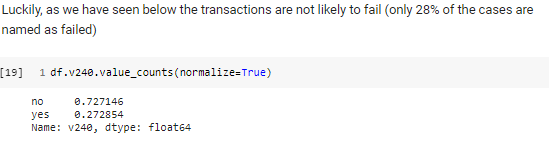 Luckily, as we have seen below the transactions are not likely to fail (only 28% of the cases are
named as failed)
[19] 1 df.v240.value_counts(normalize=True)
no 0.727146
yes 0.272854
Name: v240, dtype: float64